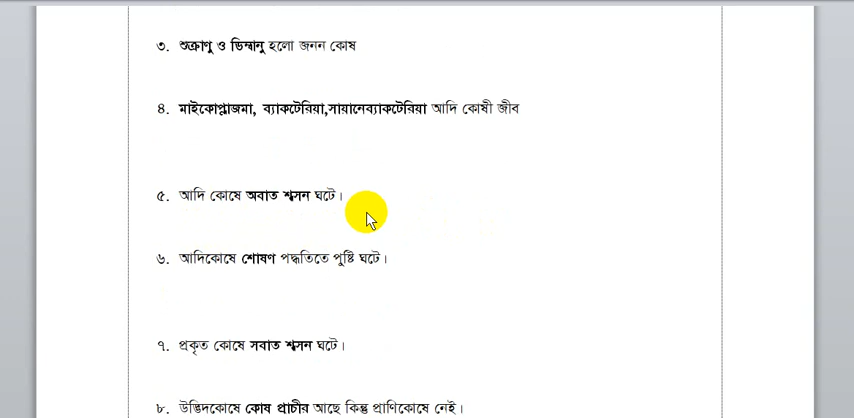 ৩. শুক্রাণু ও ডিম্বানু হলো জনন কোষ
৪. মাইকোপ্লাজমা, ব্যাকটেরিয়া,সায়ানেব্যাকটেরিয়া আদি কোষী জীব
৫. আদি কোষে অবাত শ্বসন ঘটে।
৬. আদিকোষে শোষণ পদ্ধতিতে পুষ্টি ঘটে।
৭. প্রকৃত কোষে সবাত শ্বসন ঘটে।
৮. উদ্ভিদকোষে কোষ প্রাচীর আছে কিন্তু প্রাণিকোষে নেই।